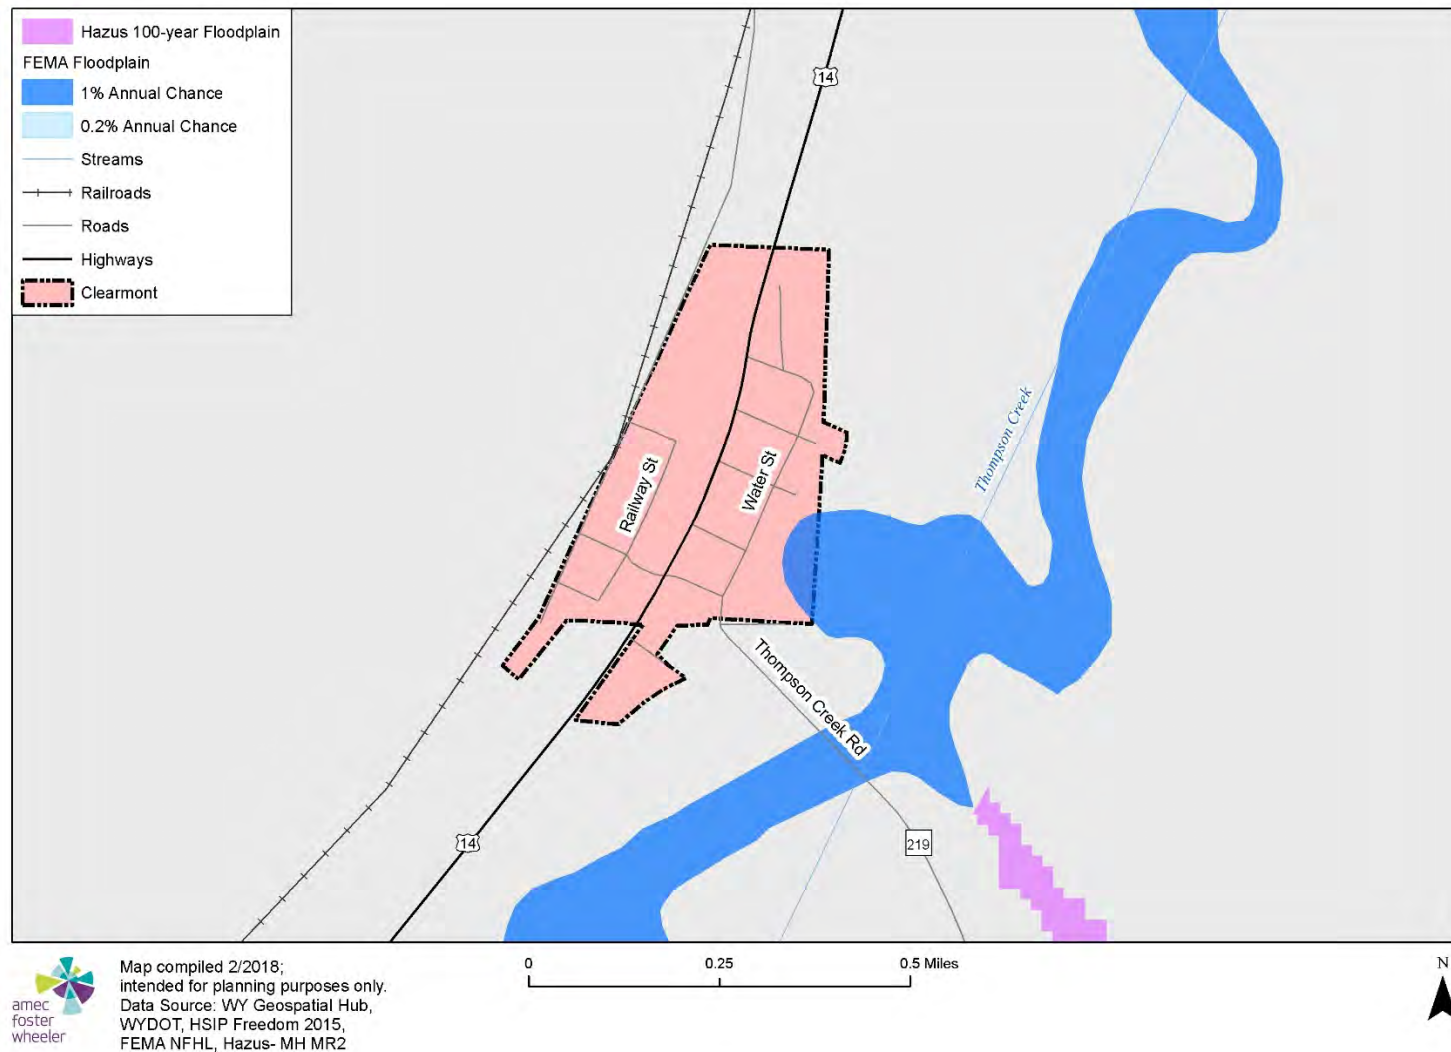 Hazus 100-year Floodplain
FEMA Floodplain
1% Annual Chance
0.2% Annual Chance
Streams
Railroads
Roads
Highways
Clearmont
14
Thompson Creek
Railway St
Water St
Thompson Creek Rd
14
219
amec
foster
wheeler
Map compiled 2/2018;
intended for planning purposes only.
Data Source: WY Geospatial Hub,
WYDOT, HSIP Freedom 2015,
FEMA NFHL, Hazus- MH MR2
0 0.25 0.5 Miles
N